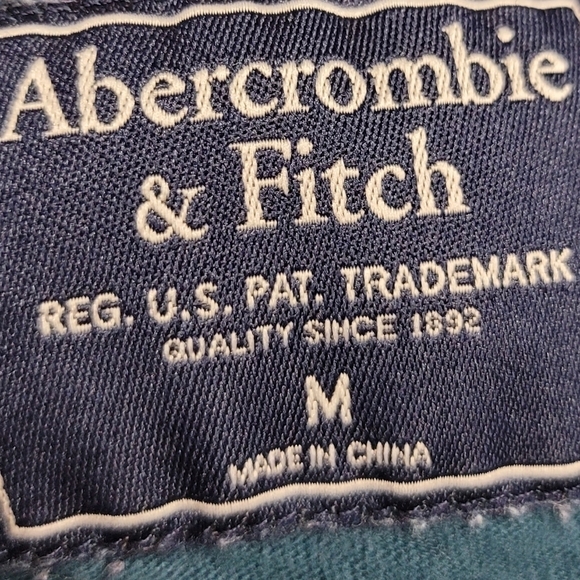 Abercrombie
& Fitch
REG. U.S. PAT. TRADEMARK
QUALITY SINCE 1892
M
MADE IN CHINA